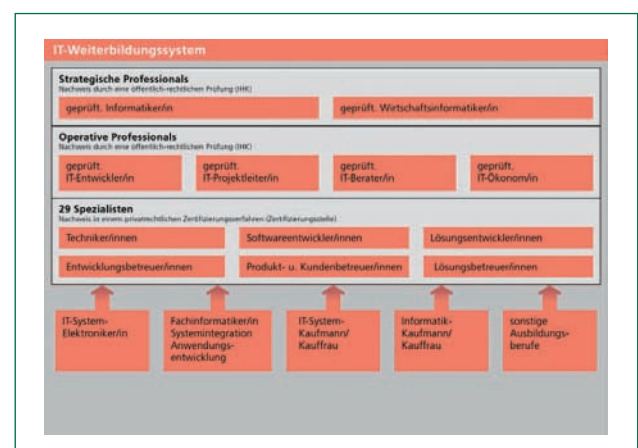 IT-Weiterbildungssystem
Strategische Professionals
Nachweis durch eine öffentlich-rechtlichen Prüfung (IHK)
geprüft. Informatiker/in
geprüft. Wirtschaftsinformatiker/in
Operative Professionals
Nachweis durch eine öffentlich-rechtlichen Prüfung (IHK)
geprüft.
IT-Entwickler/in
geprüft.
IT-Projektleiter/in
geprüft.
IT-Berater/in
geprüft.
IT-Ökonom/in
29 Spezialisten
Nachweis in einem privatrechtlichen Zertifizierungsverfahren (Zertifizierungsstelle)
Techniker/innen
Softwareentwickler/innen
Lösungsentwickler/innen
Entwicklungsbetreuer/innen
Produkt- u. Kundenbetreuer/innen
Lösungsbetreuer/innen
IT-System-
Elektroniker/in
Fachinformatiker/in
Systemintegration
Anwendungs-
entwicklung
IT-System-
Kaufmann/
Kauffrau
Informatik-
Kaufmann/
Kauffrau
sonstige
Ausbildungs-
berufe